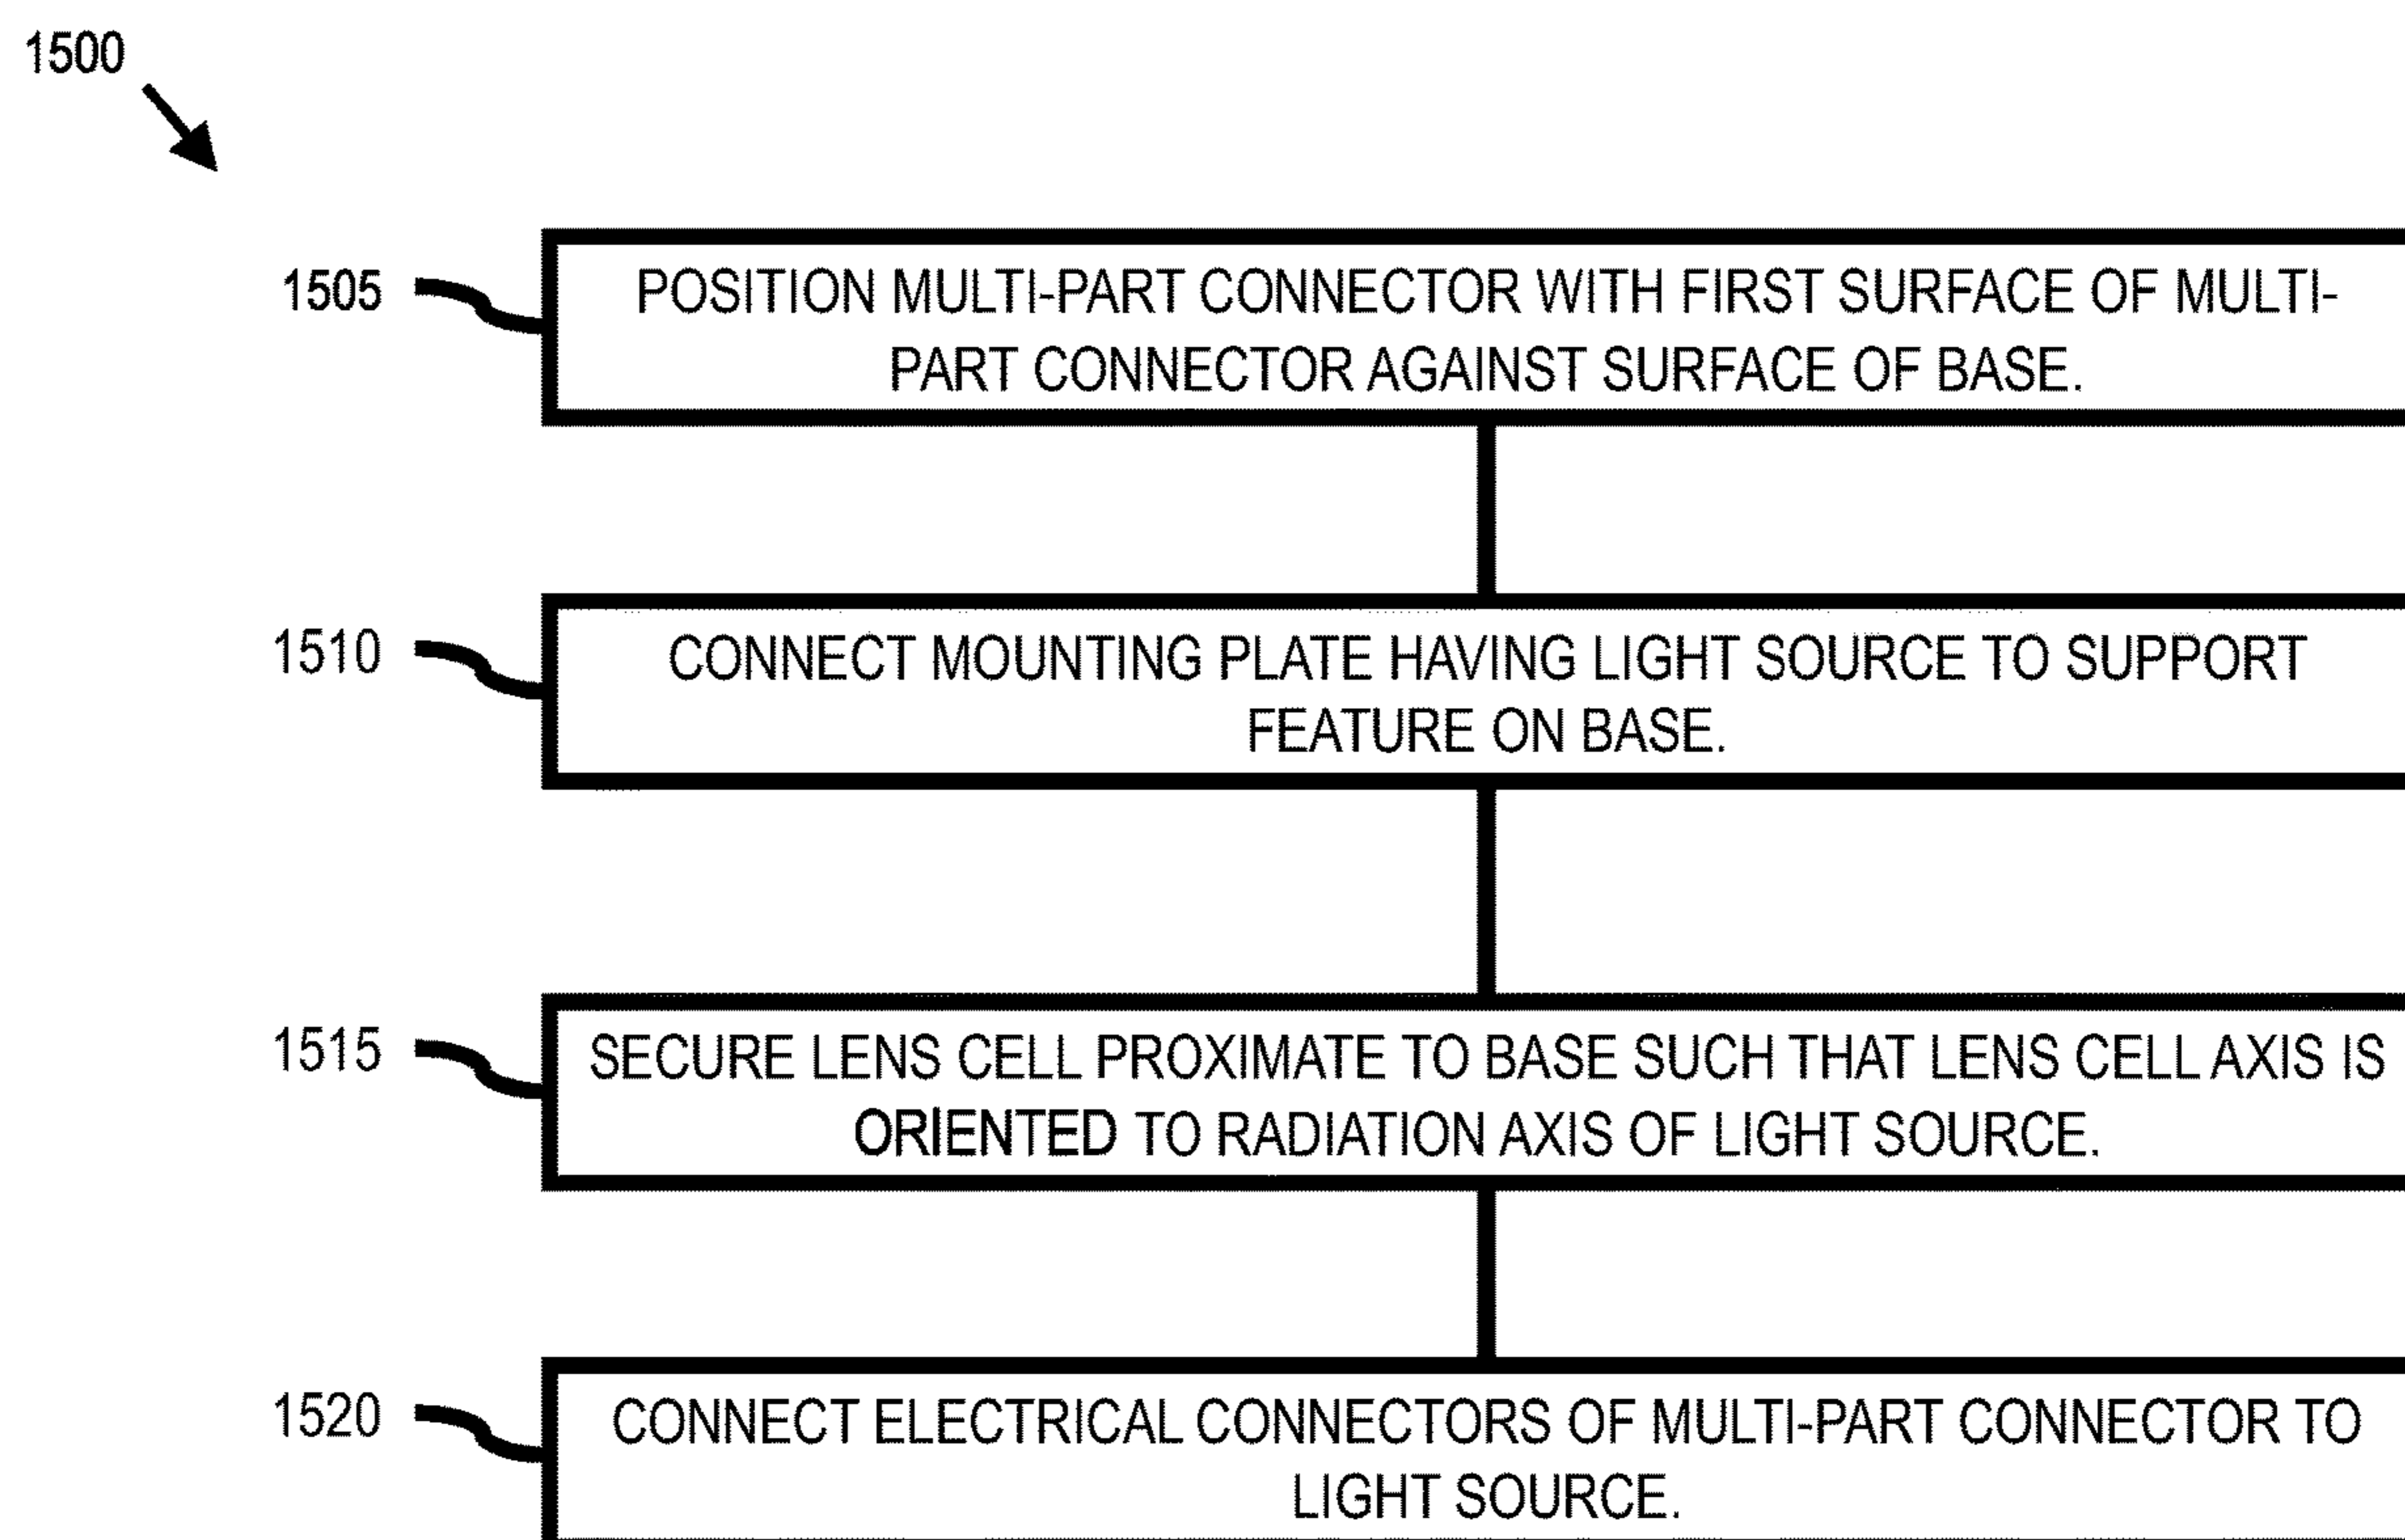 1500
1505
POSITION MULTI-PART CONNECTOR WITH FIRST SURFACE OF MULTI-
PART CONNECTOR AGAINST SURFACE OF BASE.
1510
CONNECT MOUNTING PLATE HAVING LIGHT SOURCE TO SUPPORT
FEATURE ON BASE.
1515
SECURE LENS CELL PROXIMATE TO BASE SUCH THAT LENS CELL AXIS IS
ORIENTED TO RADIATION AXIS OF LIGHT SOURCE.
1520
CONNECT ELECTRICAL CONNECTORS OF MULTI-PART CONNECTOR TO
LIGHT SOURCE.